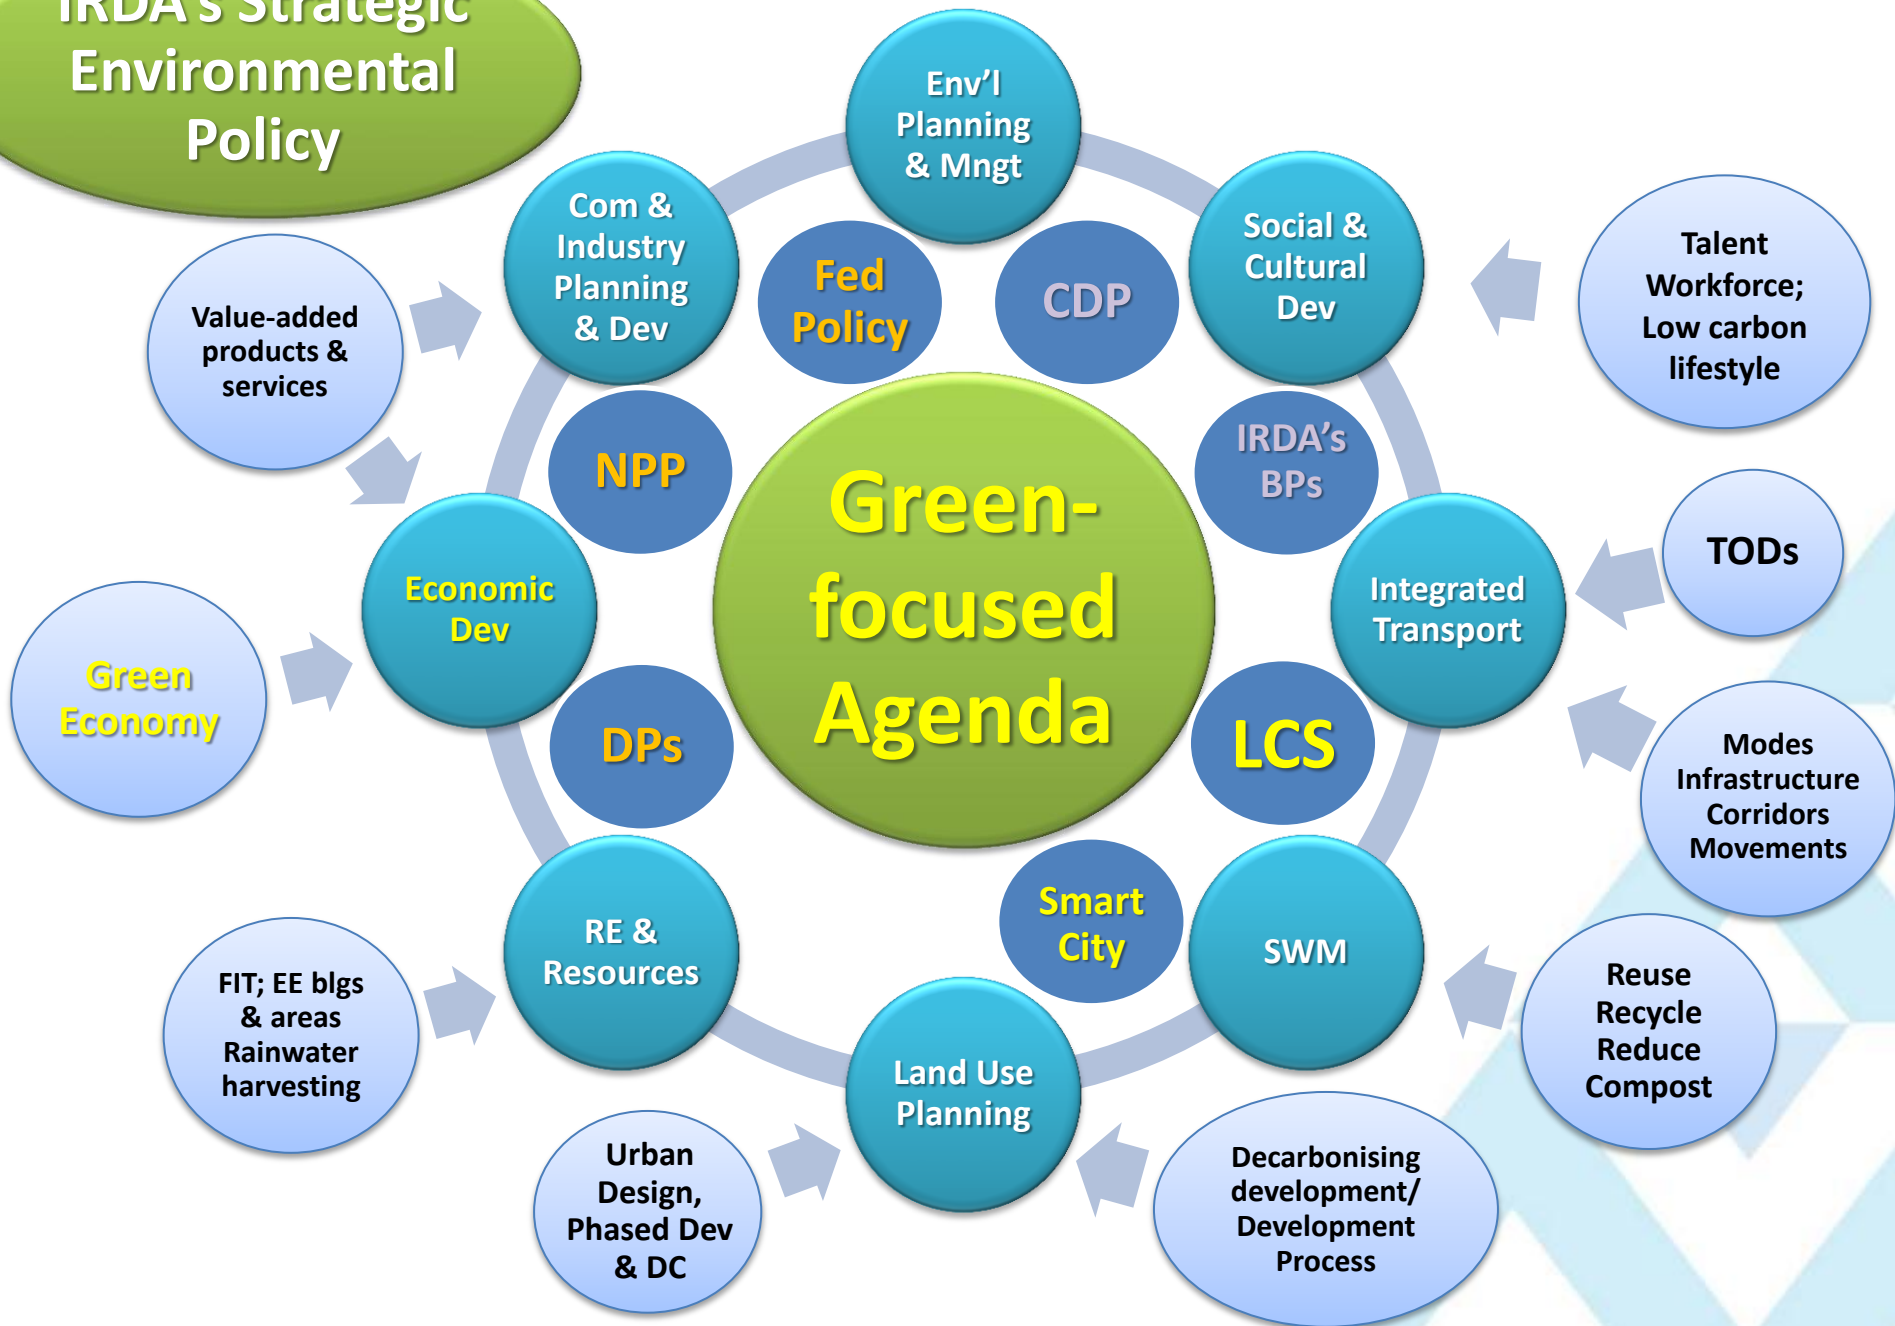 IRDA's Strategic
Environmental
Policy
Env'l
Planning
& Mngt
Com &
Industry
Planning
& Dev
Social &
Cultural
Dev
Talent
Workforce;
Low carbon
lifestyle
Value-added
products &
services
Fed
Policy
CDP
NPP
IRDA's
BPs
Green-
focused
Agenda
Economic
Dev
Integrated
Transport
TODs
Green
Economy
DPs
LCS
Modes
Infrastructure
Corridors
Movements
Smart
City
RE &
Resources
SWM
FIT; EE blgs
& areas
Rainwater
harvesting
Reuse
Recycle
Reduce
Compost
Land Use
Planning
Urban
Design,
Phased Dev
& DC
Decarbonising
development/
Development
Process